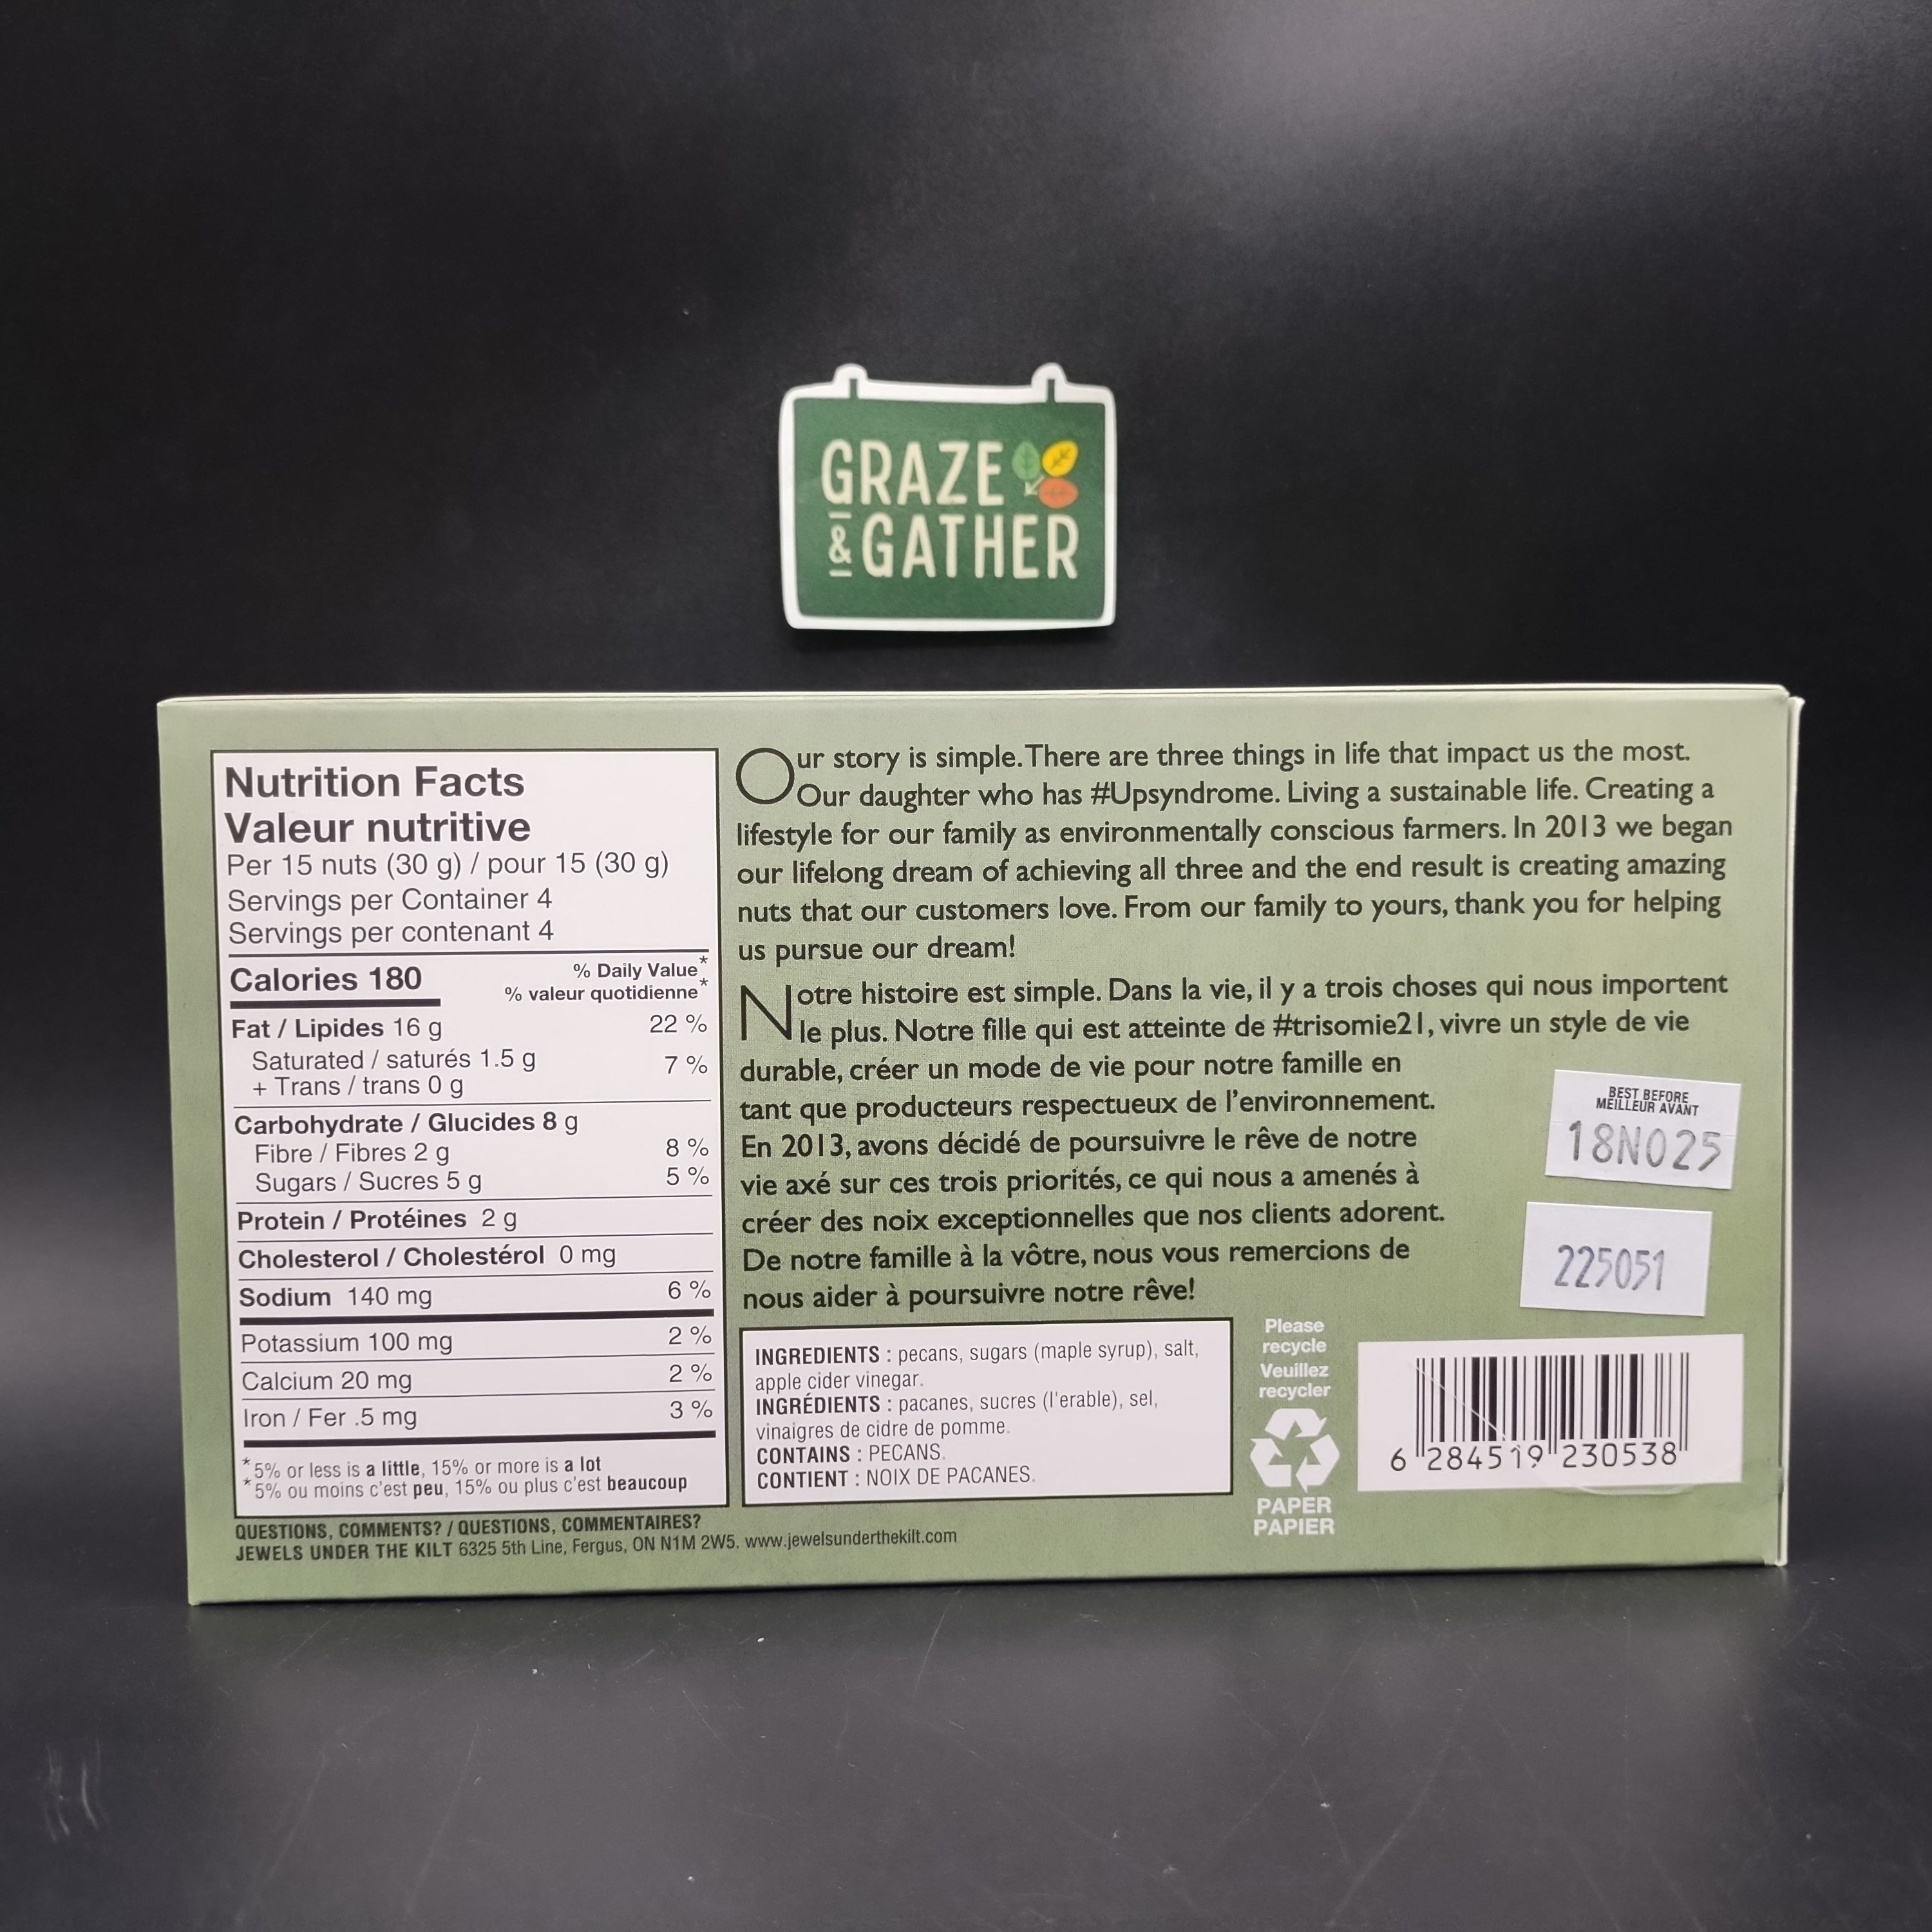 GRAZE
& GATHER
Nutrition Facts
Valeur nutritive
Per 15 nuts (30 g) / pour 15 (30 g)
Servings per Container 4
Servings per contenant 4
Calories 180
% Daily Value*
% valeur quotidienne*
Fat / Lipides 16 g 22 %
Saturated / saturés 1.5 g 7 %
+ Trans / trans 0 g
Carbohydrate / Glucides 8 g
Fibre / Fibres 2 g 8 %
Sugars / Sucres 5 g 5 %
Protein / Protéines 2 g
Cholesterol / Cholestérol 0 mg
Sodium 140 mg 6 %
Potassium 100 mg 2 %
Calcium 20 mg 2 %
Iron / Fer .5 mg 3 %
*5% or less is a little, 15% or more is a lot
*5% ou moins c'est peu, 15% ou plus c'est beaucoup
QUESTIONS, COMMENTS? / QUESTIONS, COMMENTAIRES?
JEWELS UNDER THE KILT 6325 5th Line, Fergus, ON N1M 2W5. www.jewelsunderthekilt.com
Our story is simple. There are three things in life that impact us the most.
Our daughter who has #Upsyndrome. Living a sustainable life. Creating a
lifestyle for our family as environmentally conscious farmers. In 2013 we began
our lifelong dream of achieving all three and the end result is creating amazing
nuts that our customers love. From our family to yours, thank you for helping
us pursue our dream!
Notre histoire est simple. Dans la vie, il y a trois choses qui nous importent
le plus. Notre fille qui est atteinte de #trisomie21, vivre un style de vie
durable, créer un mode de vie pour notre famille en
tant que producteurs respectueux de l'environnement.
En 2013, avons décidé de poursuivre le rêve de notre
vie axé sur ces trois priorités, ce qui nous a amenés à
créer des noix exceptionnelles que nos clients adorent.
De notre famille à la vôtre, nous vous remercions de
nous aider à poursuivre notre rêve!
BEST BEFORE
MEILLEUR AVANT
18NO25
225051
INGREDIENTS : pecans, sugars (maple syrup), salt,
apple cider vinegar.
INGRÉDIENTS : pacanes, sucres (l'erable), sel,
vinaigres de cidre de pomme.
CONTAINS : PECANS.
CONTIENT : NOIX DE PACANES.
Please
recycle
Veuillez
recycler
PAPER
PAPIER
6 284519 230538